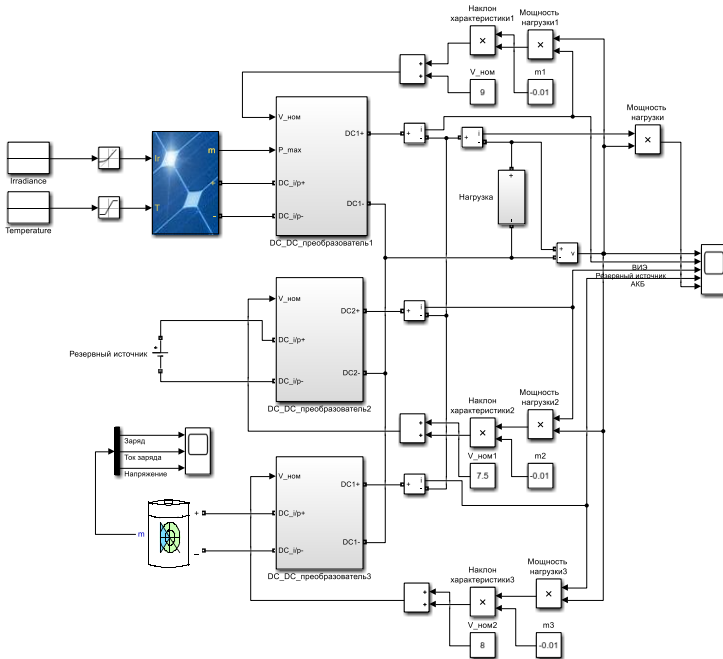 Наклон
характеристики1
Мощность
нагрузки1
V_ном
9
m1
-0.01
Мощность
нагрузки
V_ном
P_max
DC_i/p+
DC_i/p-
DC1+
DC1-
DC_DC_преобразователь1
Irradiance
Temperature
Ir
T
m
+
-
Нагрузка
+
-
i
+
-
i
+
-
+
-
v
ВИЭ
Резервный источник
АКБ
V_ном
DC_i/p+
DC_i/p-
DC2+
DC2-
DC_DC_преобразователь2
i
+
-
Резервный источник
+
Наклон
характеристики2
Мощность
нагрузки2
V_ном1
7.5
m2
-0.01
Заряд
Ток заряда
Напряжение
m
+
_
V_ном
DC_i/p+
DC_i/p-
DC1+
DC1-
DC_DC_преобразователь3
i
+
-
Наклон
характеристики3
Мощность
нагрузки3
V_ном2
8
m3
-0.01